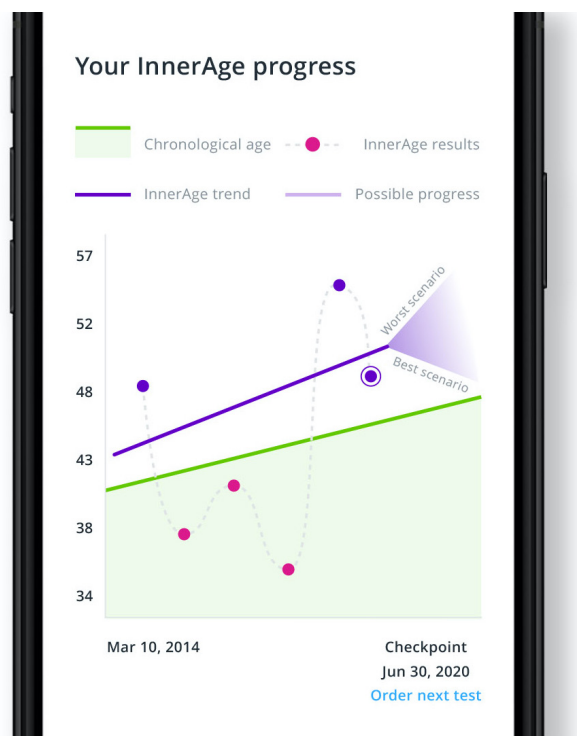 Your InnerAge progress
Chronological age
InnerAge results
InnerAge trend
Possible progress
57
52
48
43
38
34
Worst scenario
Best scenario
Mar 10, 2014
Checkpoint
Jun 30, 2020
Order next test